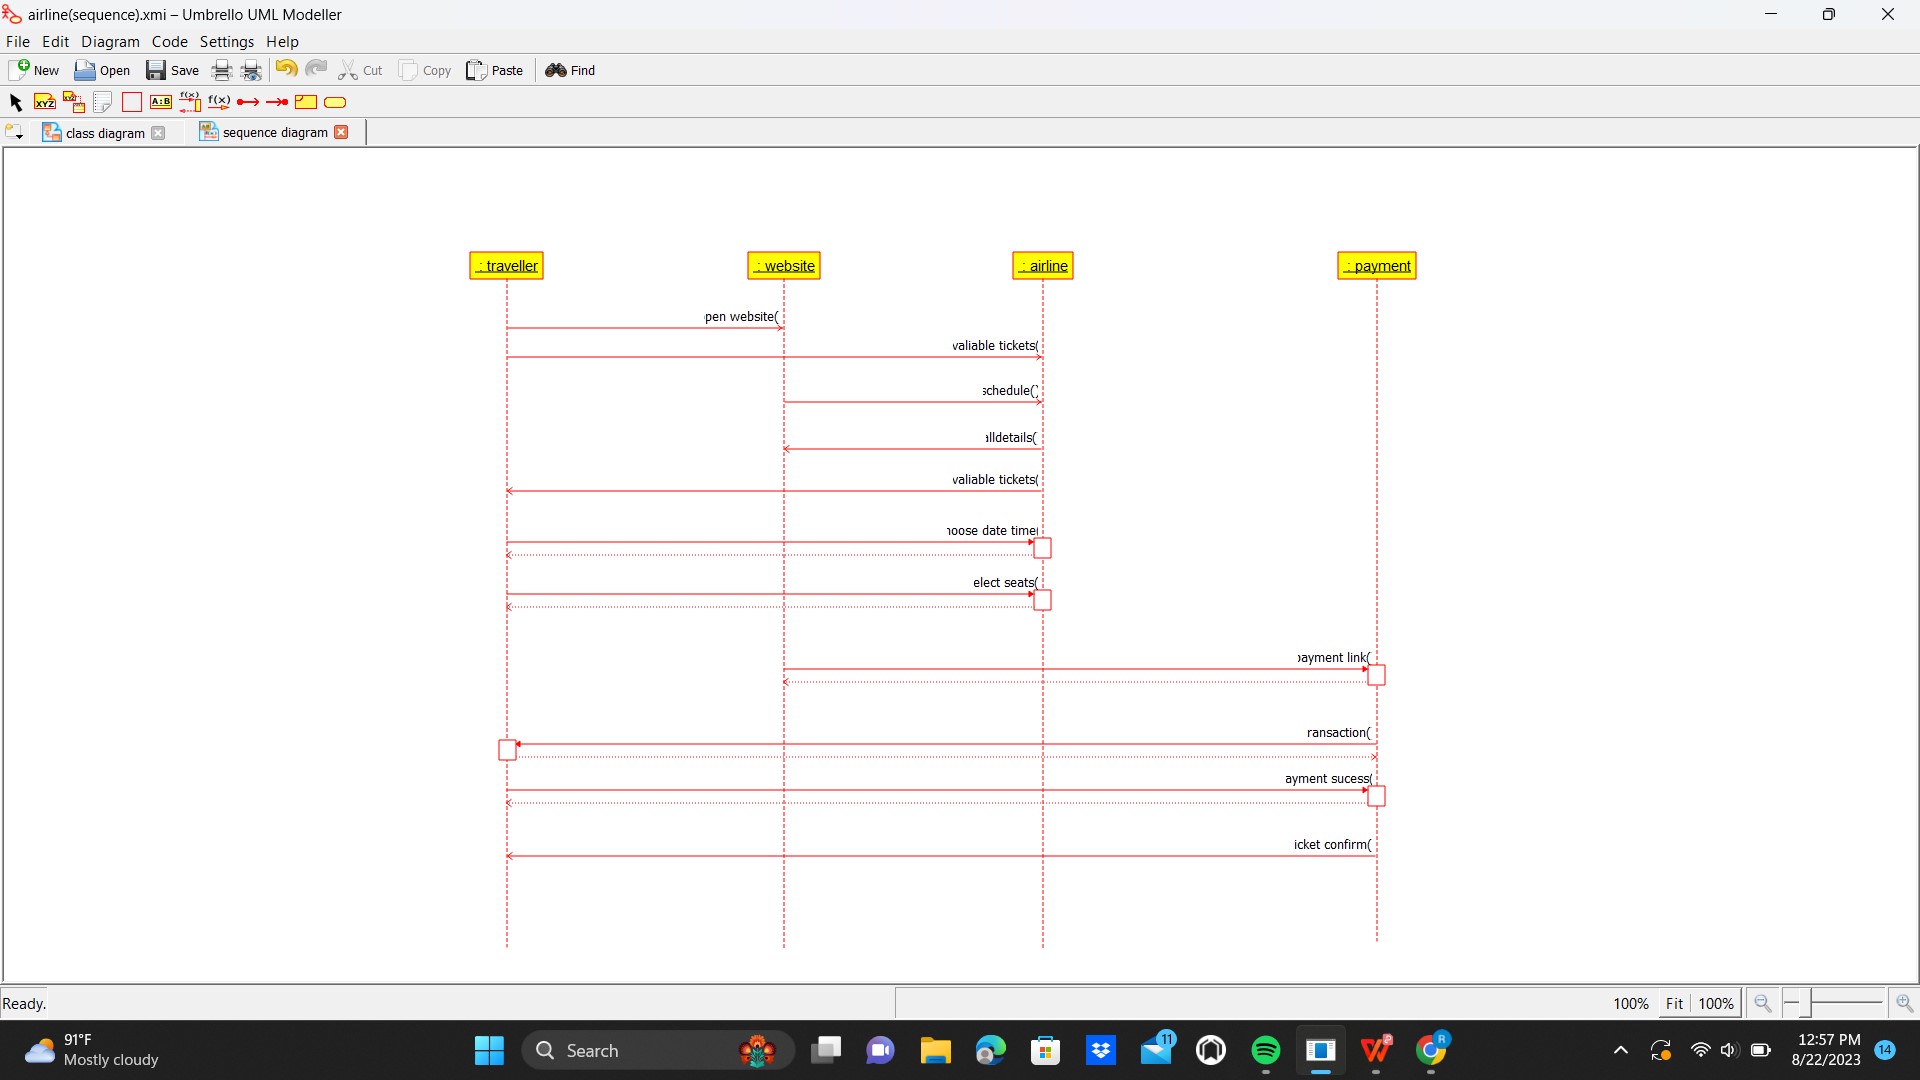 airline(sequence).xmi – Umbrello UML Modeller
File Edit Diagram Code Settings Help
New Open Save Cut Copy Paste Find
XYZ XYZ A:B f(x) f(x)
class diagram sequence diagram
: traveller : website : airline : payment
pen website(
valiable tickets(
schedule()
alldetails(
valiable tickets(
hoose date time(
elect seats(
payment link(
ransaction(
ayment sucess(
icket confirm(
Ready. 100% Fit 100%
91°F
Mostly cloudy
Search
11
R
12:57 PM
8/22/2023
14